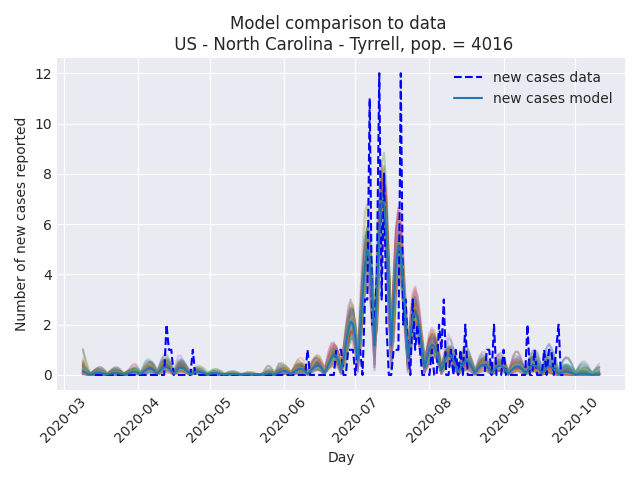 Model comparison to data
US - North Carolina - Tyrrell, pop. = 4016
new cases data
new cases model
Number of new cases reported
12
10
8
6
4
2
0
2020-03
2020-04
2020-05
2020-06
2020-07
2020-08
2020-09
2020-10
Day